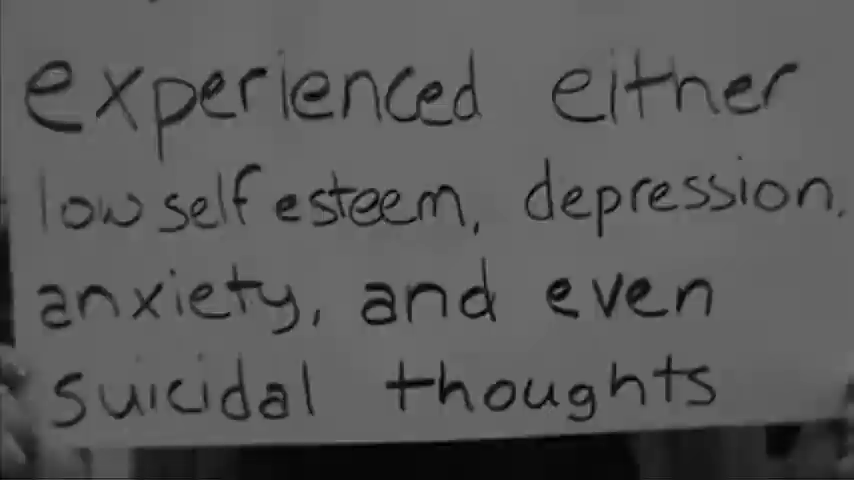 experienced either
low self esteem, depression,
anxiety, and even
suicidal thoughts